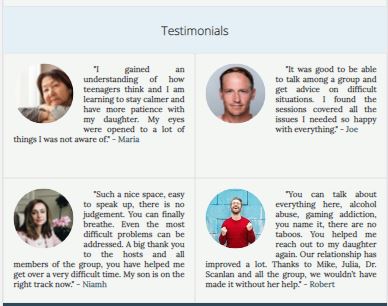 Testimonials
"I gained an
understanding of how
teenagers think and I am
learning to stay calmer and
have more patience with
my daughter. My eyes
were opened to a lot of
things I was not aware of." - Maria
"It was good to be able
to talk among a group and
get advice on difficult
situations. I found the
sessions covered all the
issues I needed so happy
with everything." - Joe
"Such a nice space, easy
to speak up, there is no
judgement. You can finally
breathe. Even the most
difficult problems can be
addressed. A big thank you
to the hosts and all
members of the group, you have helped me
get over a very difficult time. My son is on the
right track now." - Niamh
"You can talk about
everything here, alcohol
abuse, gaming addiction,
you name it, there are no
taboos. You helped me
reach out to my daughter
again. Our relationship has
improved a lot. Thanks to Mike, Julia, Dr.
Scanlan and all the group, we wouldn't have
made it without her help." - Robert